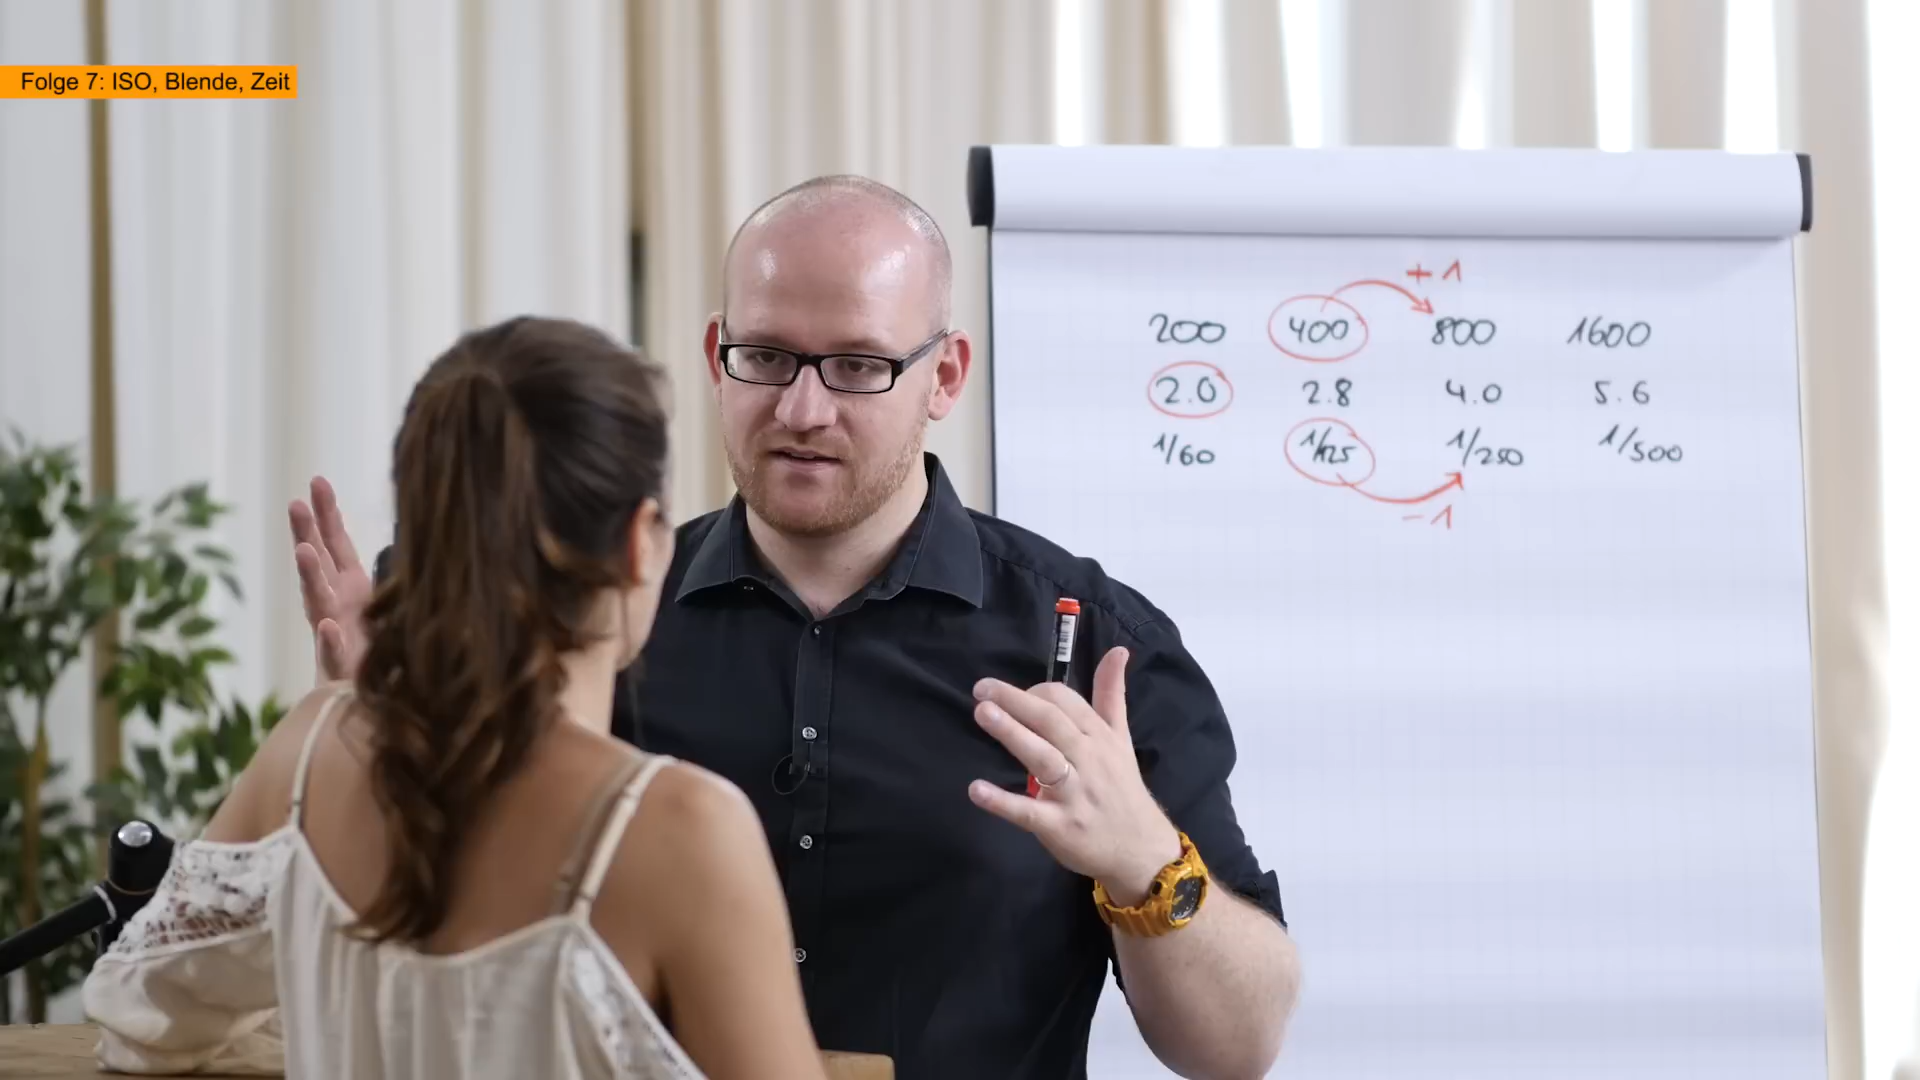 Folge 7: ISO, Blende, Zeit
+1
200 400 800 1600
2.0 2.8 4.0 5.6
1/60 1/125 1/250 1/500
-1